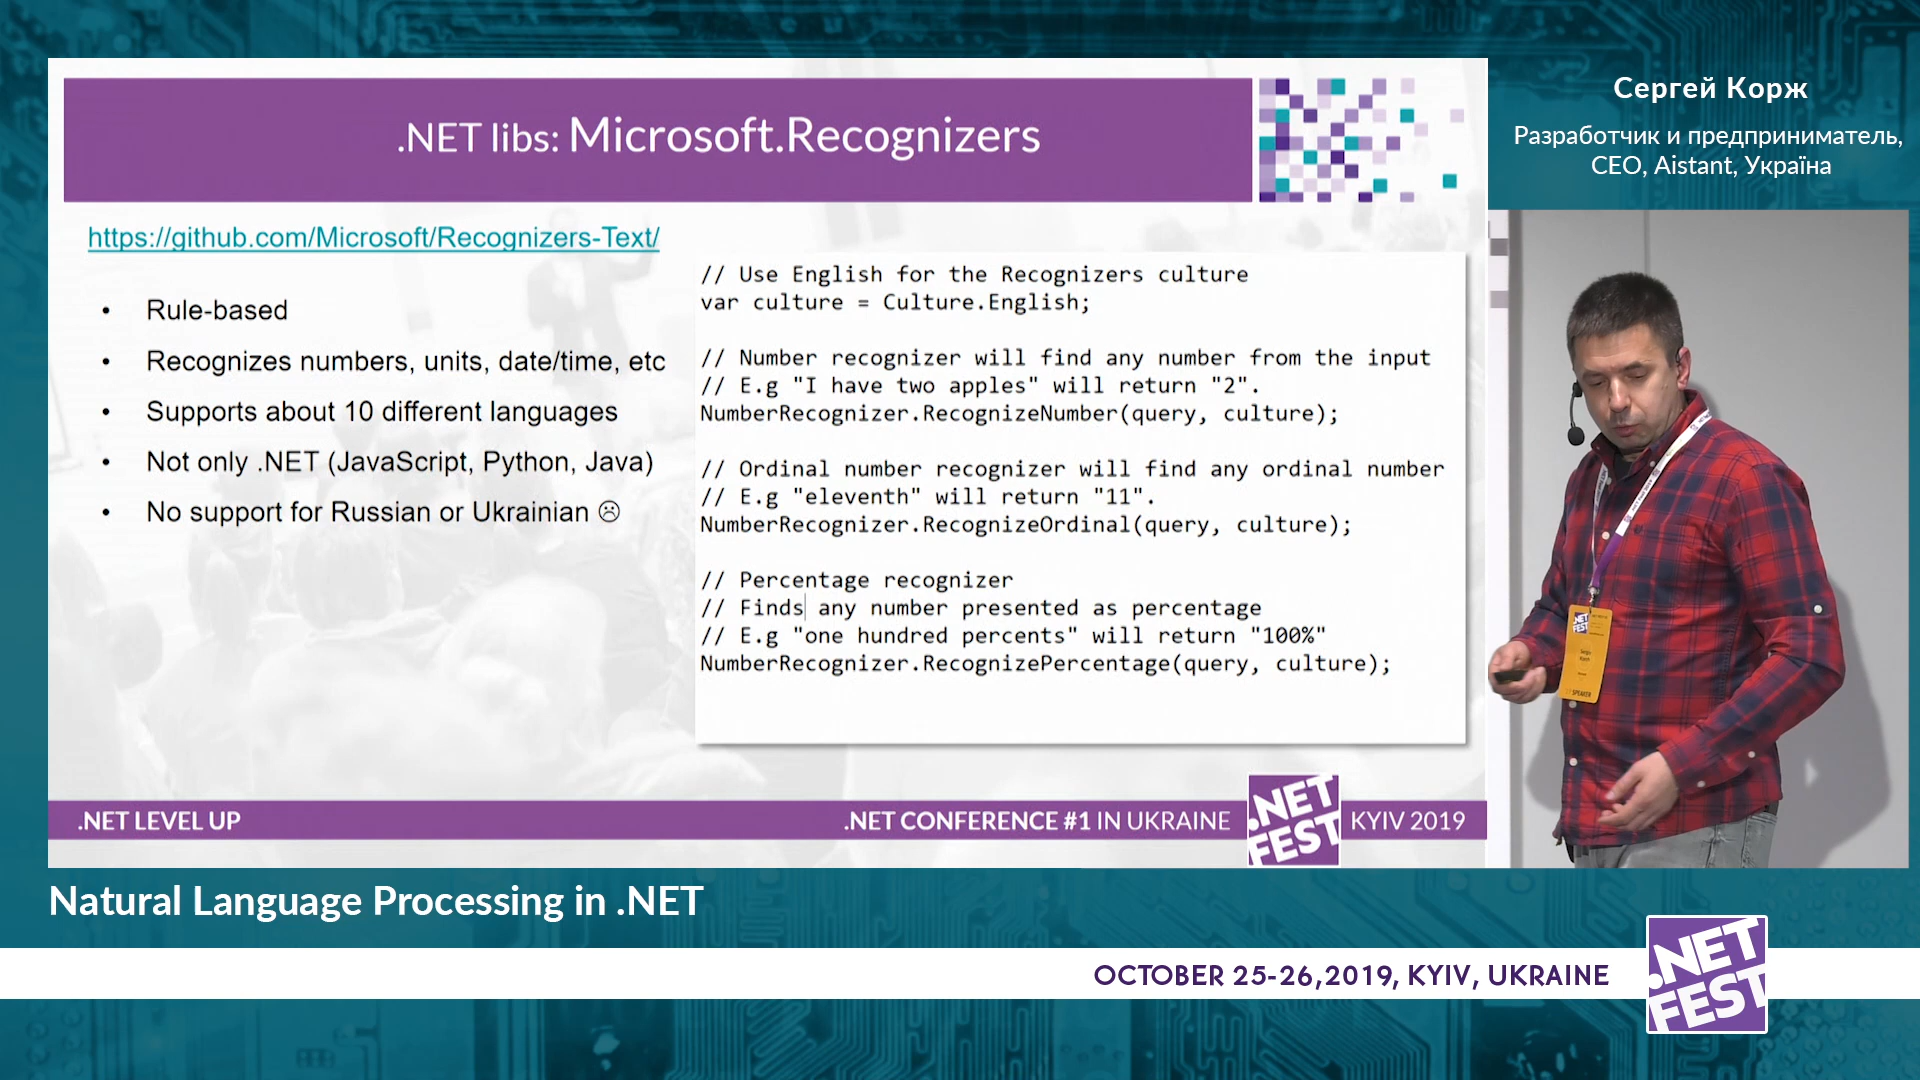 .NET libs: Microsoft.Recognizers
https://github.com/Microsoft/Recognizers-Text/
• Rule-based
• Recognizes numbers, units, date/time, etc
• Supports about 10 different languages
• Not only .NET (JavaScript, Python, Java)
• No support for Russian or Ukrainian ☹
// Use English for the Recognizers culture
var culture = Culture.English;
// Number recognizer will find any number from the input
// E.g "I have two apples" will return "2".
NumberRecognizer.RecognizeNumber(query, culture);
// Ordinal number recognizer will find any ordinal number
// E.g "eleventh" will return "11".
NumberRecognizer.RecognizeOrdinal(query, culture);
// Percentage recognizer
// Finds any number presented as percentage
// E.g "one hundred percents" will return "100%"
NumberRecognizer.RecognizePercentage(query, culture);
.NET LEVEL UP
.NET CONFERENCE #1 IN UKRAINE
.NET
FEST
KYIV 2019
Сергей Корж
Разработчик и предприниматель,
CEO, Aistant, Україна
.NET
FEST
SPEAKER
Natural Language Processing in .NET
OCTOBER 25-26,2019, KYIV, UKRAINE
.NET
FEST